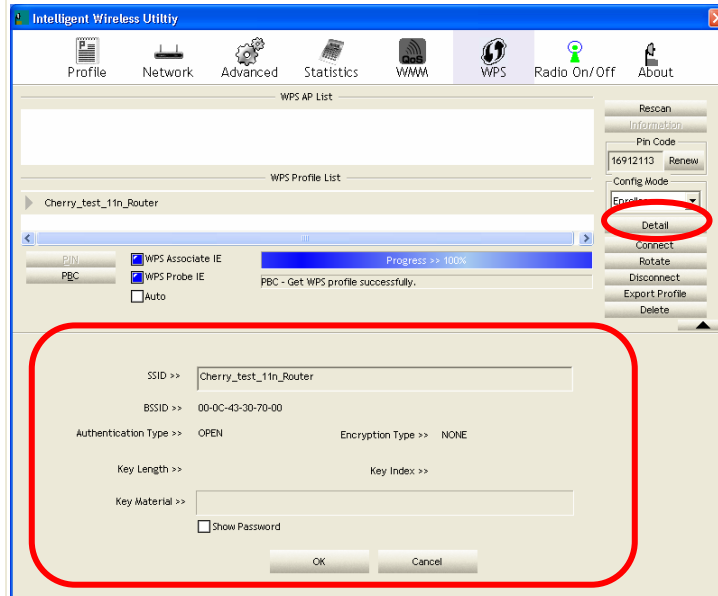 Intelligent Wireless Utiltiy
Profile Network Advanced Statistics QoS WMM WPS Radio On/Off About
WPS AP List
Rescan
Information
Pin Code
16912113 Renew
WPS Profile List
Config Mode
Cherry_test_11n_Router
Detail
Connect
PIN WPS Associate IE Progress >> 100% Rotate
PBC WPS Probe IE PBC - Get WPS profile successfully. Disconnect
Auto Export Profile
Delete
SSID >> Cherry_test_11n_Router
BSSID >> 00-0C-43-30-70-00
Authentication Type >> OPEN Encryption Type >> NONE
Key Length >> Key Index >>
Key Material >>
Show Password
OK Cancel